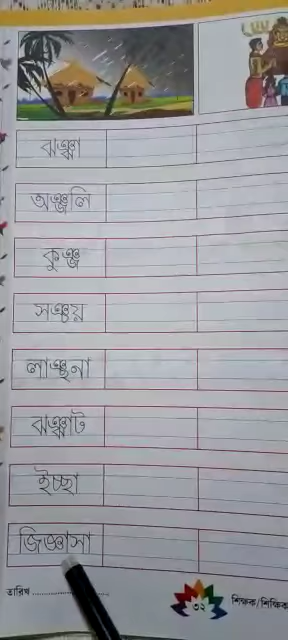 ঝঞ্ঝা
অঞ্জলি
কুঞ্জ
সঞ্চয়
লাঞ্ছনা
ঝঞ্ঝাট
ইচ্ছা
জিজ্ঞাসা
তারিখ ........................ ৩২ শিক্ষক/শিক্ষি